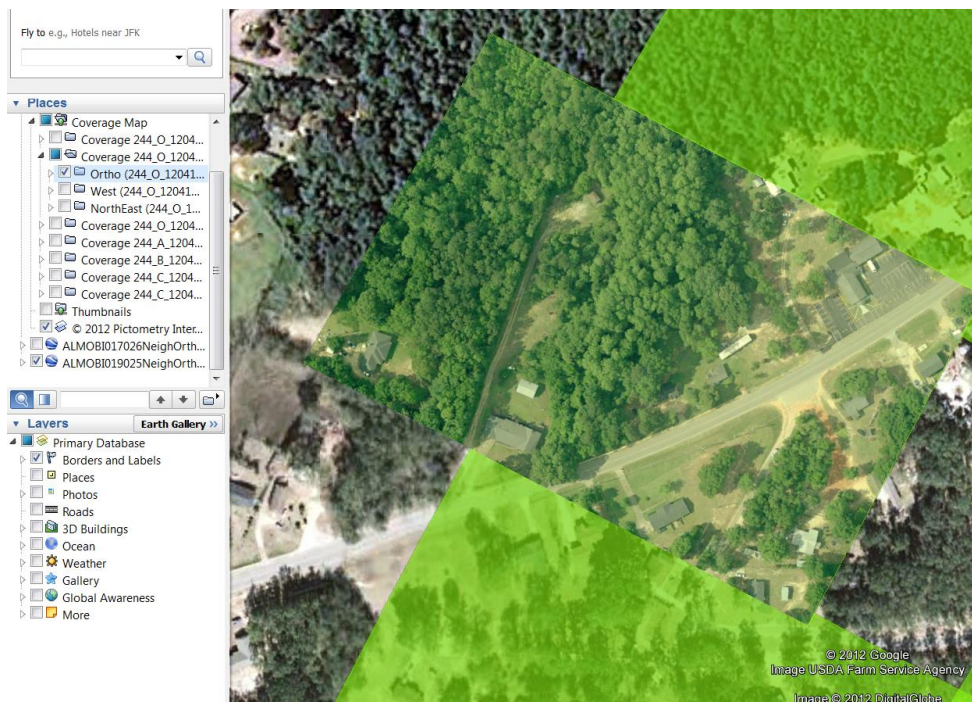 Fly to e.g., Hotels near JFK
Places
Coverage Map
Coverage 244_O_1204...
Coverage 244_O_1204...
Ortho (244_O_12041...
West (244_O_12041...
NorthEast (244_O_1...
Coverage 244_O_1204...
Coverage 244_A_1204...
Coverage 244_B_1204...
Coverage 244_C_1204...
Coverage 244_C_1204...
Thumbnails
© 2012 Pictometry Inter...
ALMOBI017026NeighOrth...
ALMOBI019025NeighOrth...
Layers
Earth Gallery »
Primary Database
Borders and Labels
Places
Photos
Roads
3D Buildings
Ocean
Weather
Gallery
Global Awareness
More
© 2012 Google
Image USDA Farm Service Agency
Image © 2012 DigitalGlobe